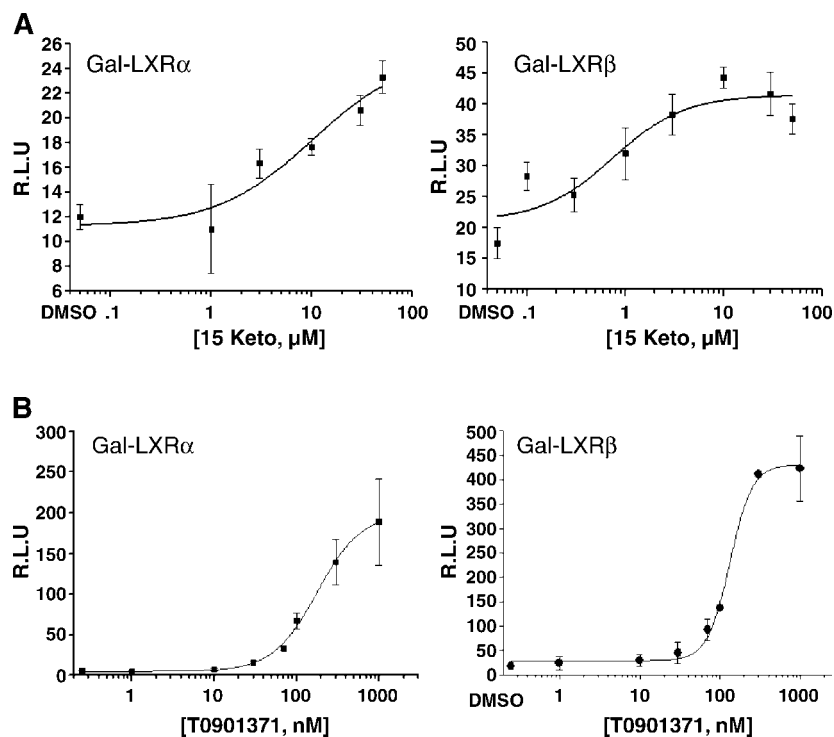 A
Gal-LXRα
R.L.U
26
24
22
20
18
16
14
12
10
8
6
DMSO .1 1 10 100
[15 Keto, µM]
Gal-LXRβ
R.L.U
50
45
40
35
30
25
20
15
10
DMSO .1 1 10 100
[15 Keto, µM]
B
Gal-LXRα
R.L.U
300
250
200
150
100
50
0
1 10 100 1000
[T0901371, nM]
Gal-LXRβ
R.L.U
500
450
400
350
300
250
200
150
100
50
0
DMSO 1 10 100 1000
[T0901371, nM]